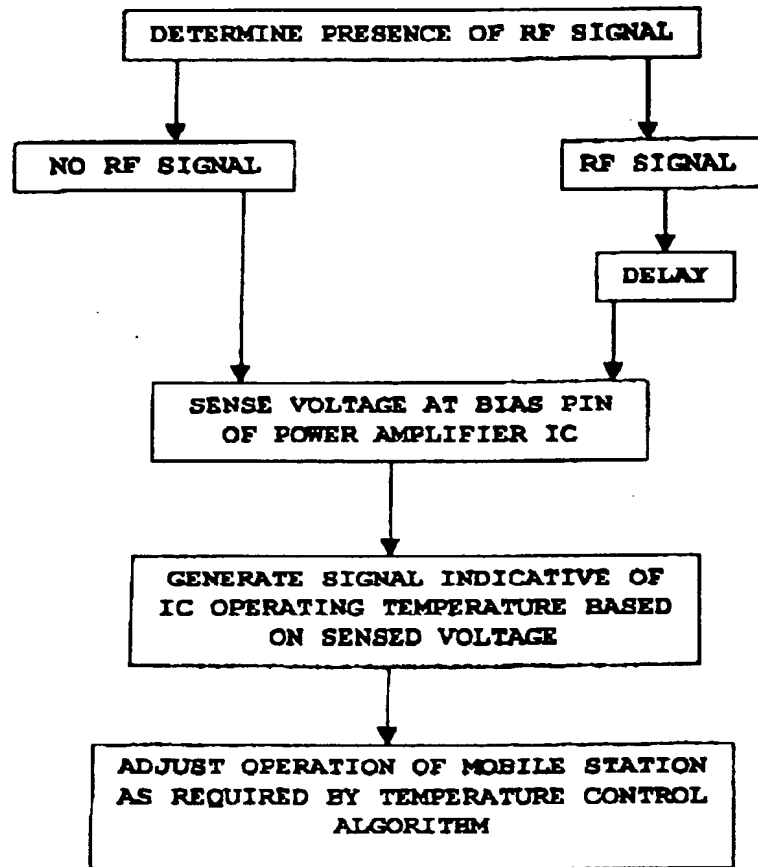 DETERMINE PRESENCE OF RF SIGNAL
NO RF SIGNAL
RF SIGNAL
DELAY
SENSE VOLTAGE AT BIAS PIN
OF POWER AMPLIFIER IC
GENERATE SIGNAL INDICATIVE OF
IC OPERATING TEMPERATURE BASED
ON SENSED VOLTAGE
ADJUST OPERATION OF MOBILE STATION
AS REQUIRED BY TEMPERATURE CONTROL
ALGORITHM